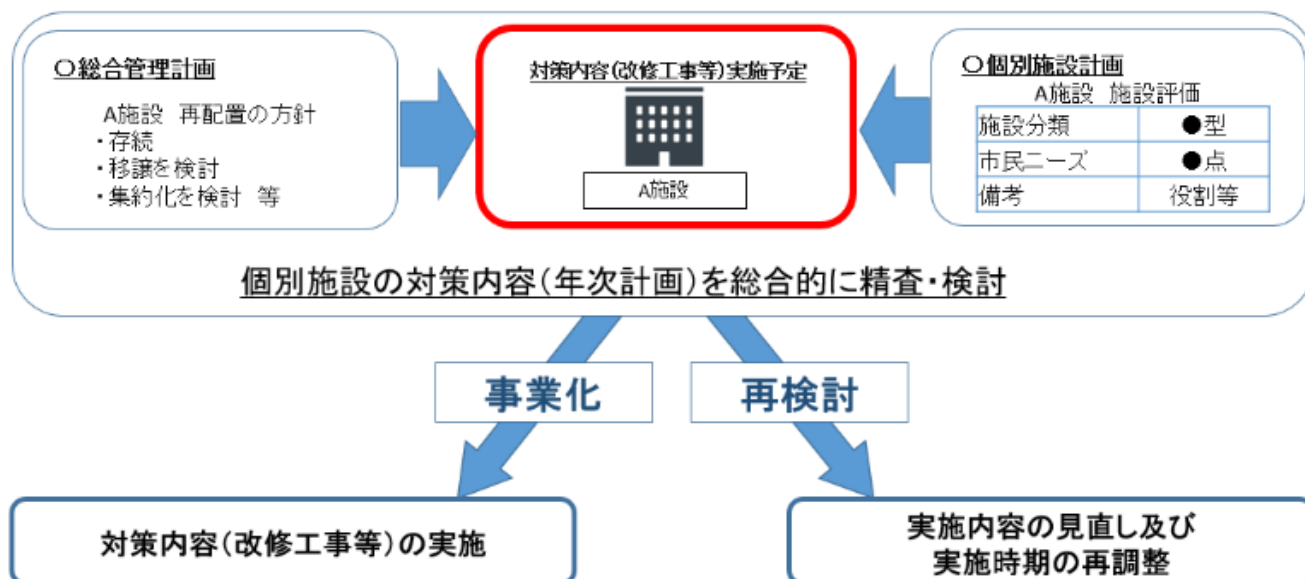 〇総合管理計画
A施設 再配置の方針
・存続
・移譲を検討
・集約化を検討 等
対策内容(改修工事等)実施予定
A施設
〇個別施設計画
A施設 施設評価
施設分類 ●型
市民ニーズ ●点
備考 役割等
個別施設の対策内容(年次計画)を総合的に精査・検討
事業化
再検討
対策内容(改修工事等)の実施
実施内容の見直し及び
実施時期の再調整